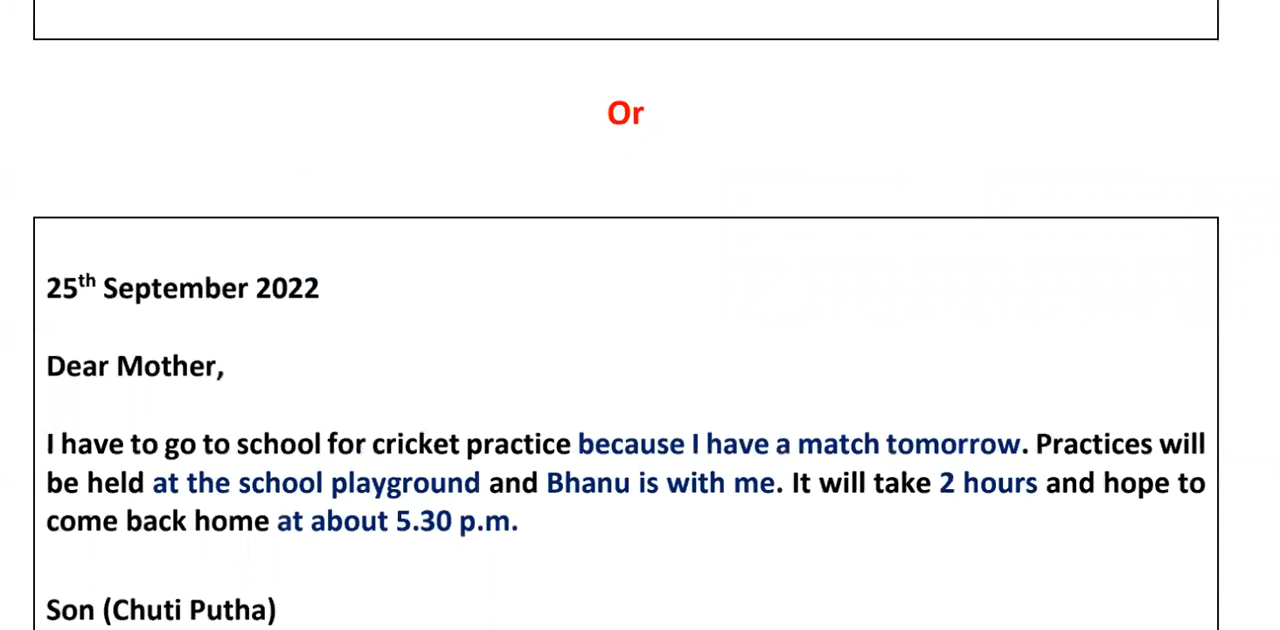 Or
25th September 2022
Dear Mother,
I have to go to school for cricket practice because I have a match tomorrow. Practices will
be held at the school playground and Bhanu is with me. It will take 2 hours and hope to
come back home at about 5.30 p.m.
Son (Chuti Putha)